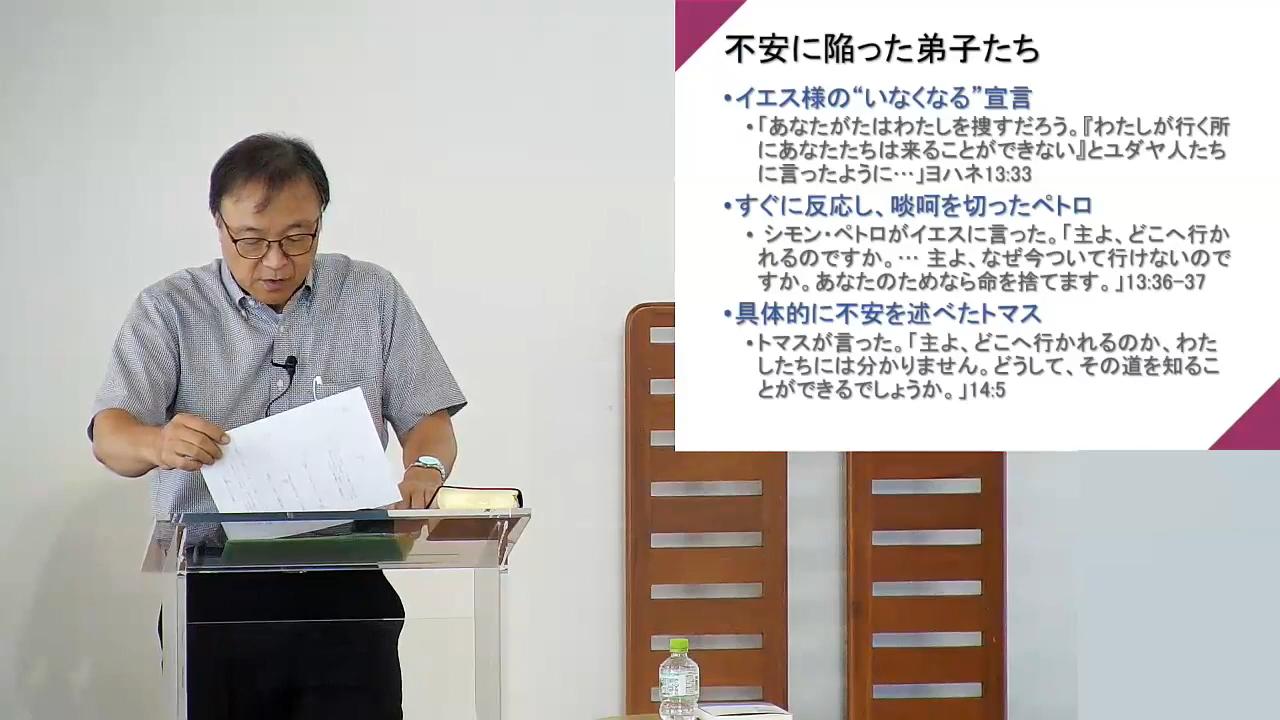 不安に陥った弟子たち
•イエス様の“いなくなる”宣言
•「あなたがたはわたしを捜すだろう。『わたしが行く所
にあなたたちは来ることができない』とユダヤ人たち
に言ったように…」ヨハネ13:33
•すぐに反応し、啖呵を切ったペトロ
• シモン・ペトロがイエスに言った。「主よ、どこへ行か
れるのですか。… 主よ、なぜ今ついて行けないので
すか。あなたのためなら命を捨てます。」13:36-37
•具体的に不安を述べたトマス
•トマスが言った。「主よ、どこへ行かれるのか、わた
したちには分かりません。どうして、その道を知るこ
とができるでしょうか。」14:5